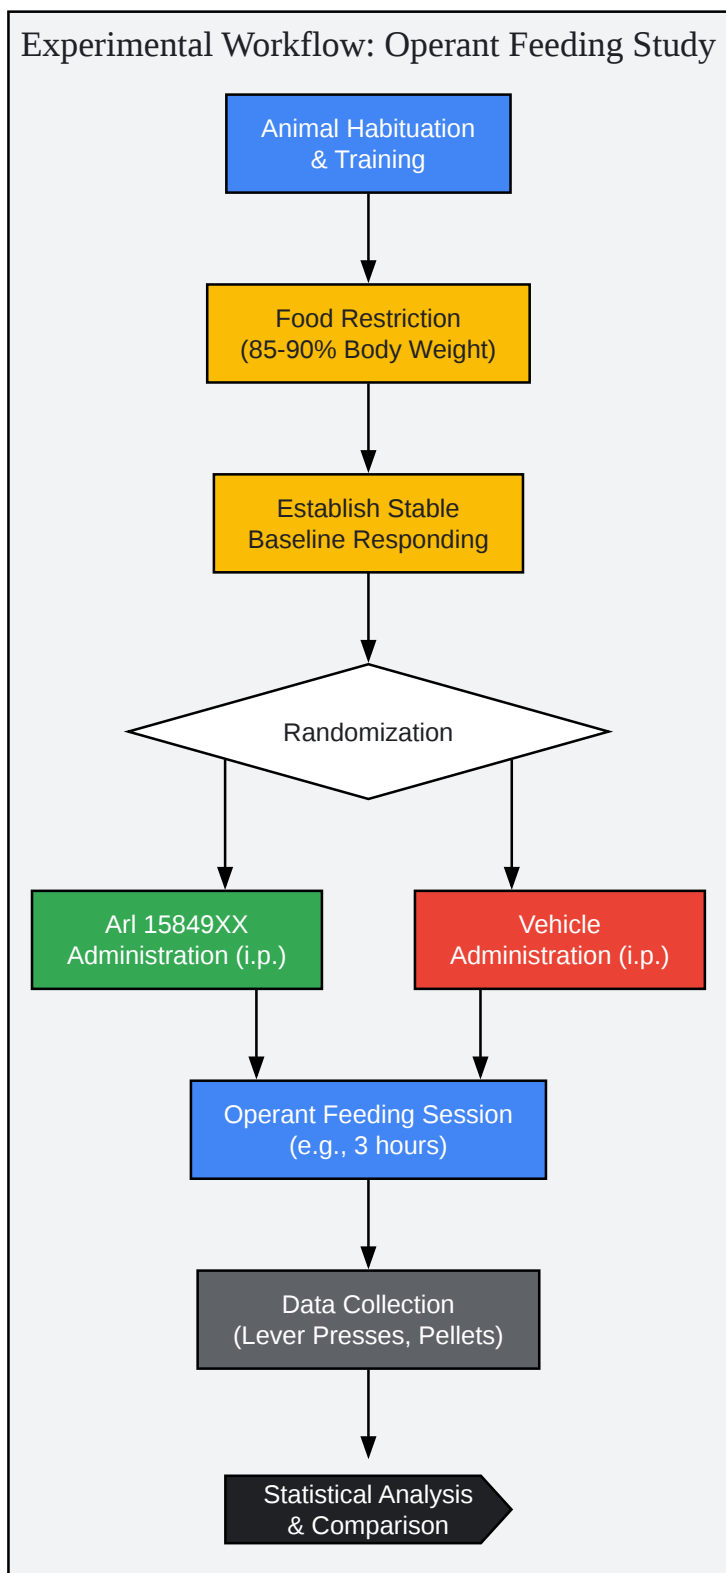 Experimental Workflow: Operant Feeding Study
Animal Habituation
& Training
Food Restriction
(85-90% Body Weight)
Establish Stable
Baseline Responding
Randomization
Arl 15849XX
Administration (i.p.)
Vehicle
Administration (i.p.)
Operant Feeding Session
(e.g., 3 hours)
Data Collection
(Lever Presses, Pellets)
Statistical Analysis
& Comparison